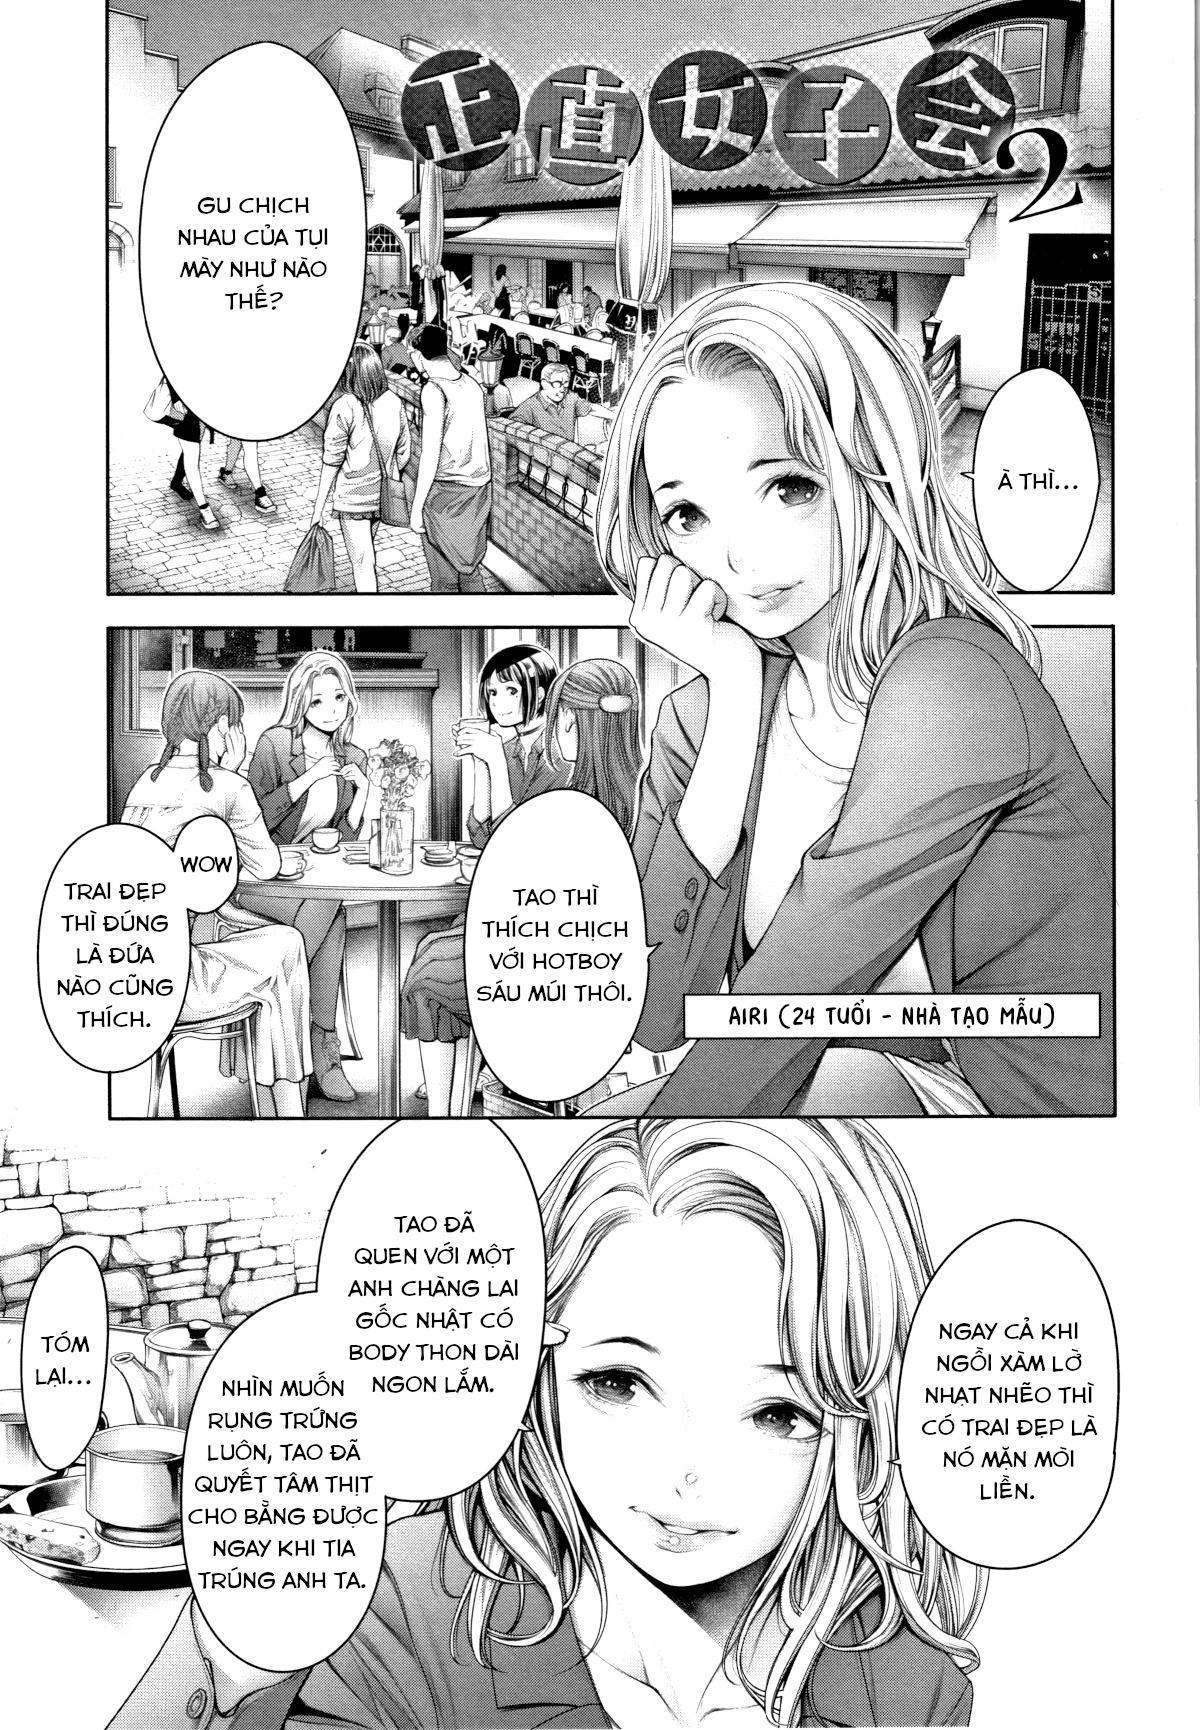 正直女子会2
GU CHỊCH
NHAU CỦA TỤI
MÀY NHƯ NÀO
THẾ?
À THÌ...
TAO THÌ
THÍCH CHỊCH
VỚI HOTBOY
SÁU MÚI THÔI.
AIRI (24 TUỔI - NHÀ TẠO MẪU)
WOW
TRAI ĐẸP
THÌ ĐÚNG
LÀ ĐỨA
NÀO CŨNG
THÍCH.
NGAY CẢ KHI
NGỒI XÀM LỜ
NHẠT NHẼO THÌ
CÓ TRAI ĐẸP LÀ
NÓ MẶN MÒI
LIỀN.
TAO ĐÃ
QUEN VỚI MỘT
ANH CHÀNG LAI
GỐC NHẬT CÓ
BODY THON DÀI
NGON LẮM.
NHÌN MUỐN
RỤNG TRỨNG
LUÔN, TAO ĐÃ
QUYẾT TÂM THỊT
CHO BẰNG ĐƯỢC
NGAY KHI TIA
TRÚNG ANH TA.
TÓM
LẠI...